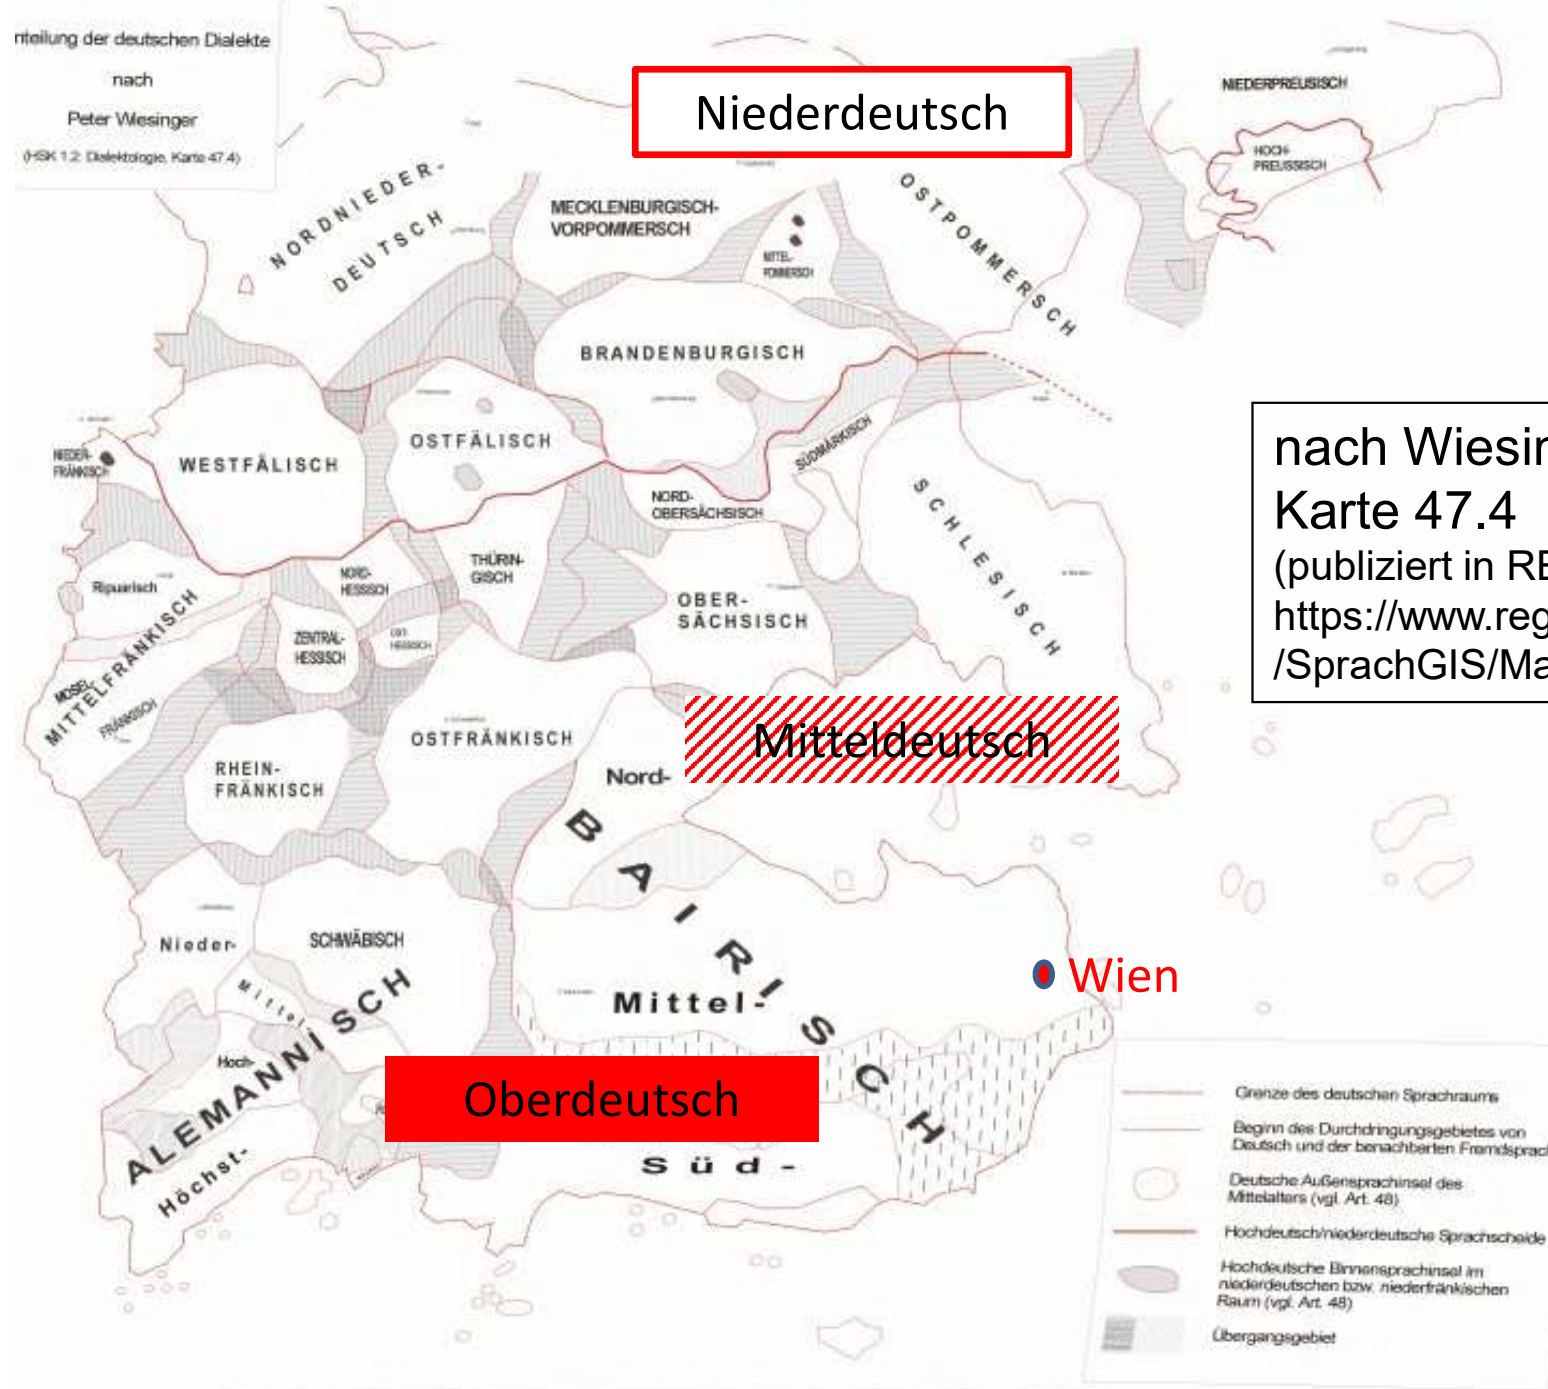 nteilung der deutschen Dialekte
nach
Peter Wiesinger
(HSK 1.2: Dialektologie, Karte 47.4)
Niederdeutsch
NIEDERPREUSISCH
HOCH-
PREUSSISCH
NORDNIEDER-
DEUTSCH
MECKLENBURGISCH-
VORPOMMERSCH
MITTEL-
POMMERSCH
OSTPOMMERSCH
BRANDENBURGISCH
NIEDER-
FRÄNKISCH
WESTFÄLISCH
OSTFÄLISCH
SÜDMÄRKISCH
NORD-
OBERSÄCHSISCH
SCHLESISCH
nach Wiesin
Karte 47.4
(publiziert in RE
https://www.reg
/SprachGIS/Ma
Ripuarisch
NORD-
HESSISCH
THÜRIN-
GISCH
OBER-
SÄCHSISCH
ZENTRAL-
HESSISCH
OST-
HESSISCH
MITTELFRÄNKISCH
MOSEL-
FRÄNKISCH
RHEIN-
FRÄNKISCH
OSTFRÄNKISCH
Mitteldeutsch
Nord-
BAIRISCH
Nieder-
SCHWÄBISCH
Mittel
Mittel-
Wien
Hoch-
ALEMANNISCH
Höchst-
Oberdeutsch
Süd-
Grenze des deutschen Sprachraums
Beginn des Durchdringungsgebietes von
Deutsch und der benachbarten Fremdsprach
Deutsche Außensprachinsel des
Mittelalters (vgl. Art. 48)
Hochdeutsch/niederdeutsche Sprachscheide
Hochdeutsche Binnensprachinsel im
niederdeutschen bzw. niederfränkischen
Raum (vgl. Art. 48)
Übergangsgebiet